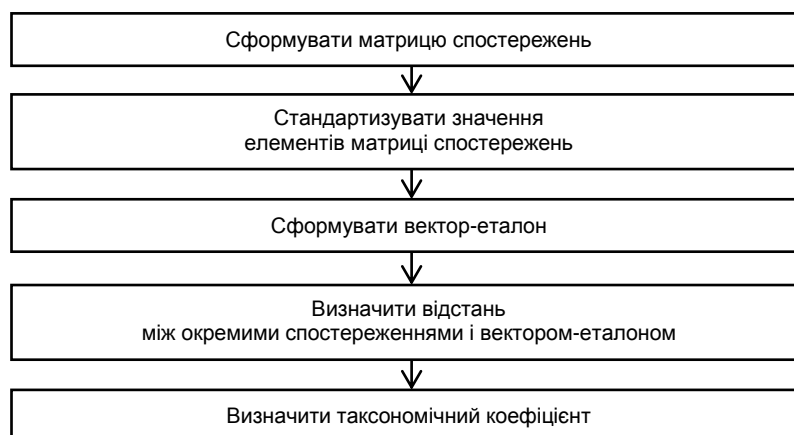 Сформувати матрицю спостережень
Стандартизувати значення
елементів матриці спостережень
Сформувати вектор-еталон
Визначити відстань
між окремими спостереженнями і вектором-еталоном
Визначити таксономічний коефіцієнт